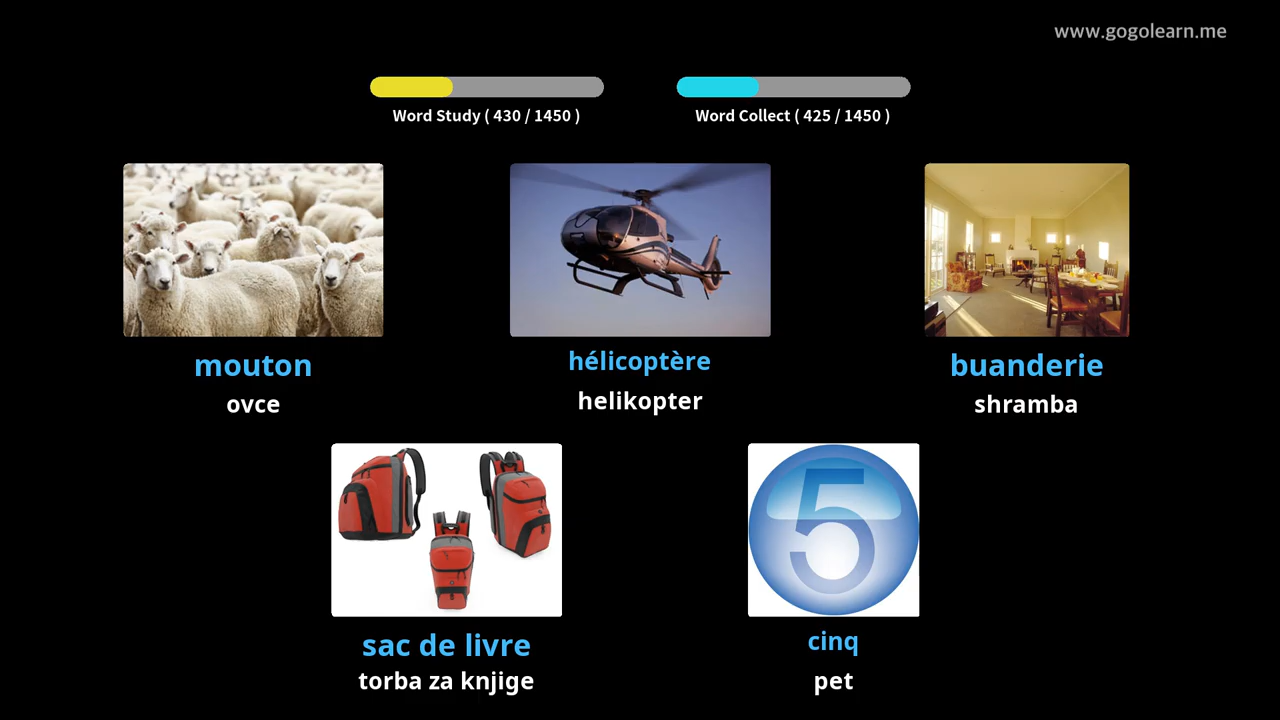 www.gogolearn.me
Word Study ( 430 / 1450 )
Word Collect ( 425 / 1450 )
mouton
hélicoptère
buanderie
ovce
helikopter
shramba
5
sac de livre
cinq
torba za knjige
pet